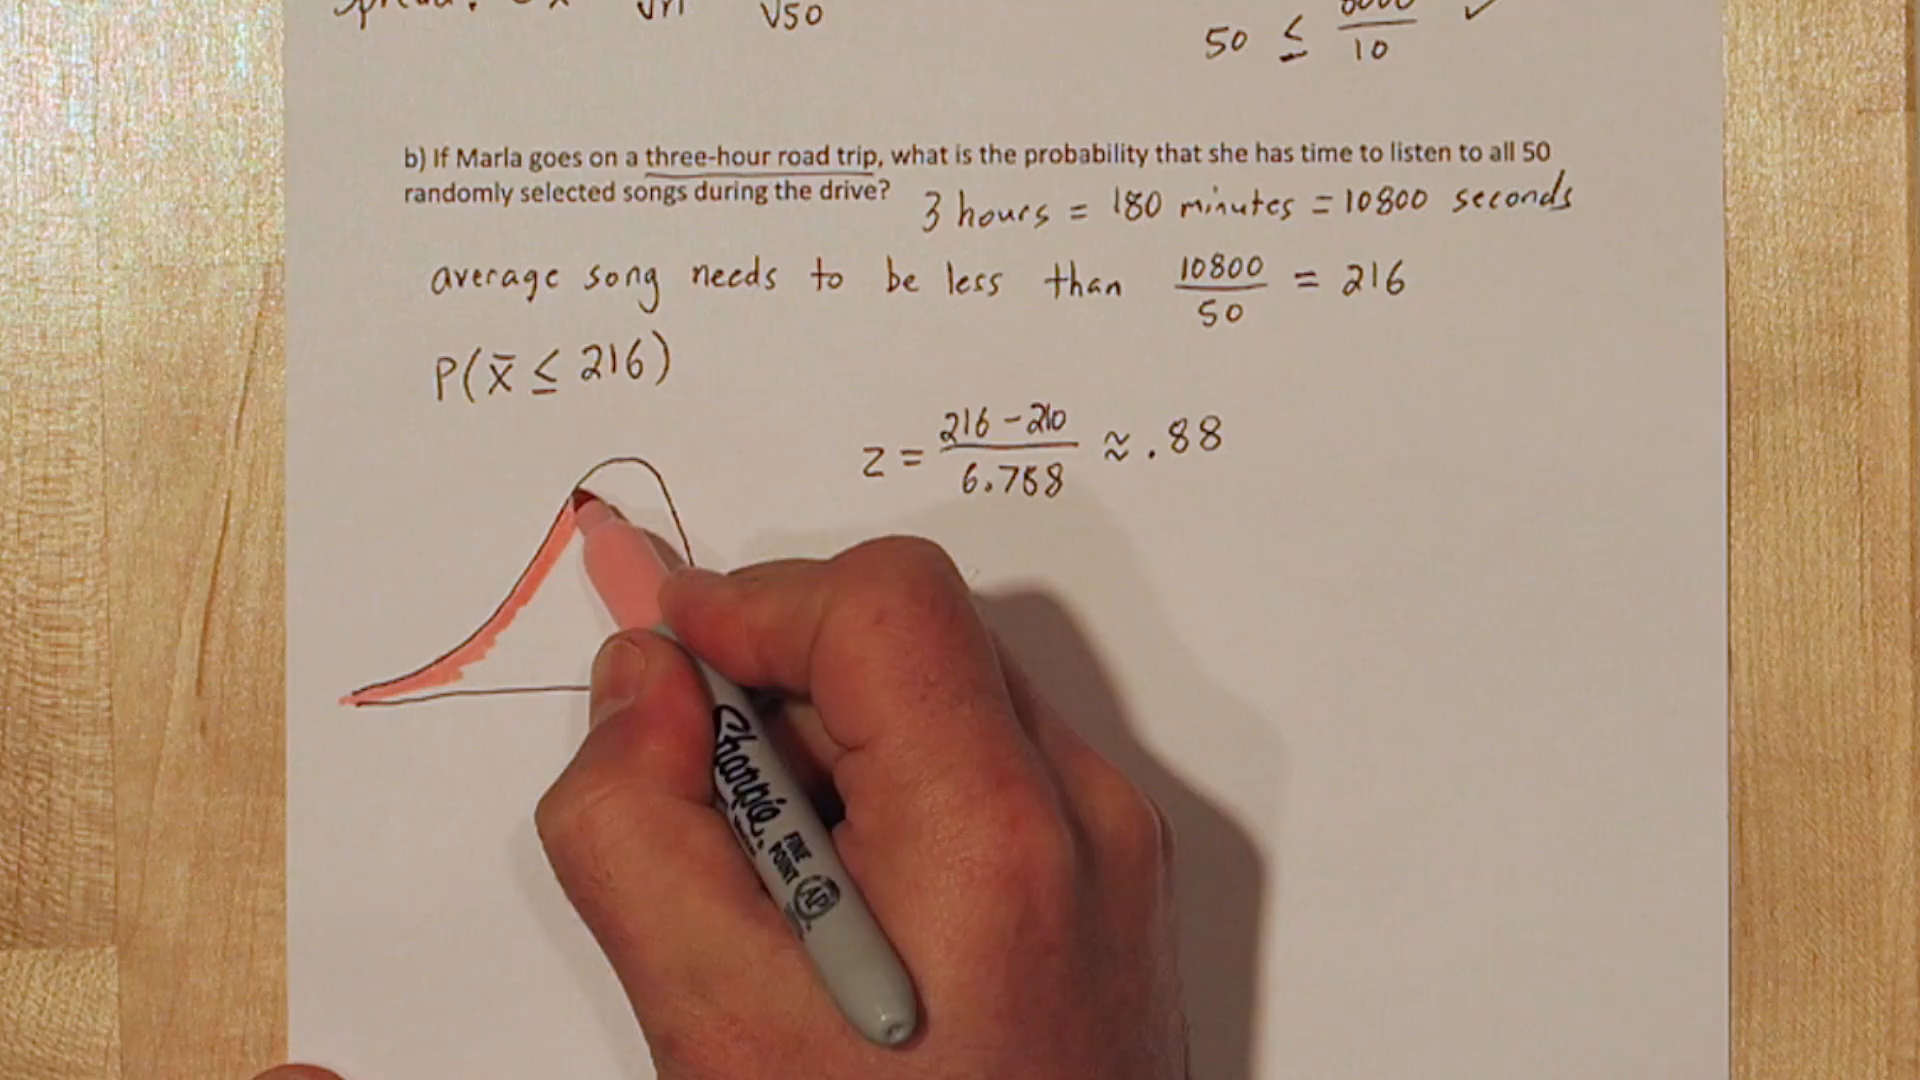 √n √50
50 ≤ 10 ✓
b) If Marla goes on a three-hour road trip, what is the probability that she has time to listen to all 50
randomly selected songs during the drive?
3 hours = 180 minutes = 10800 seconds
average song needs to be less than 10800/50 = 216
P(x̄ ≤ 216)
z = (216 - 210)/6.788 ≈ .88
Sharpie.
FINE
POINT
AP